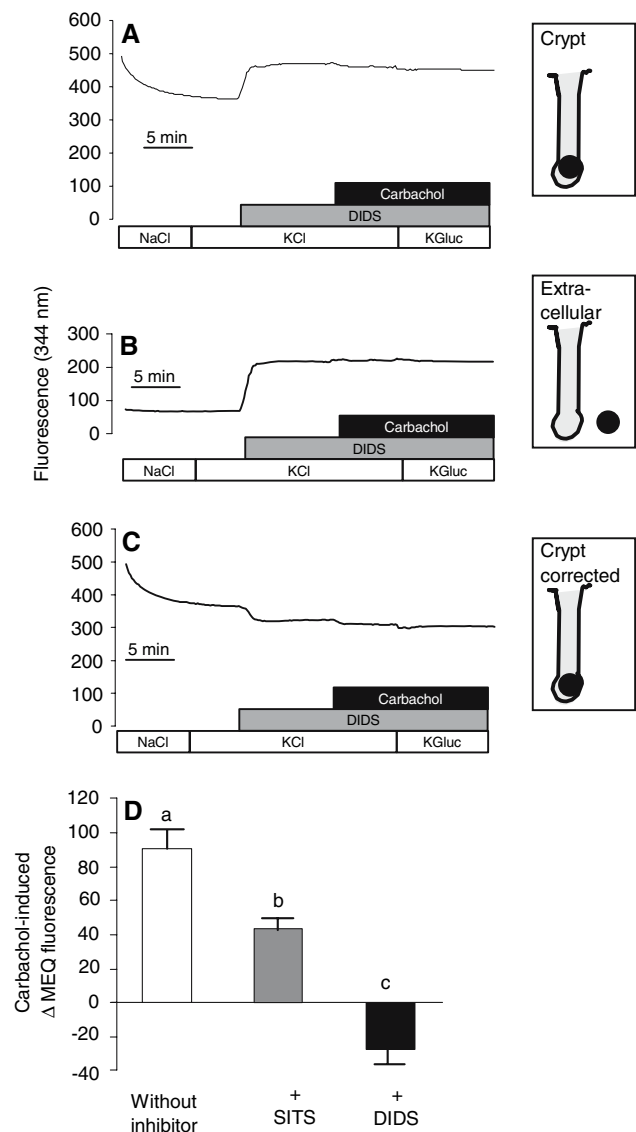 A
600
500
400
300
200
100
0
5 min
Carbachol
DIDS
NaCl
KCl
KGluc
Crypt
Fluorescence (344 nm)
B
300
200
100
0
5 min
Carbachol
DIDS
NaCl
KCl
KGluc
Extra-
cellular
C
600
500
400
300
200
100
0
5 min
Carbachol
DIDS
NaCl
KCl
KGluc
Crypt
corrected
D
Carbachol-induced
Δ MEQ fluorescence
120
100
80
60
40
20
0
-20
-40
a
b
c
Without
inhibitor
+
SITS
+
DIDS